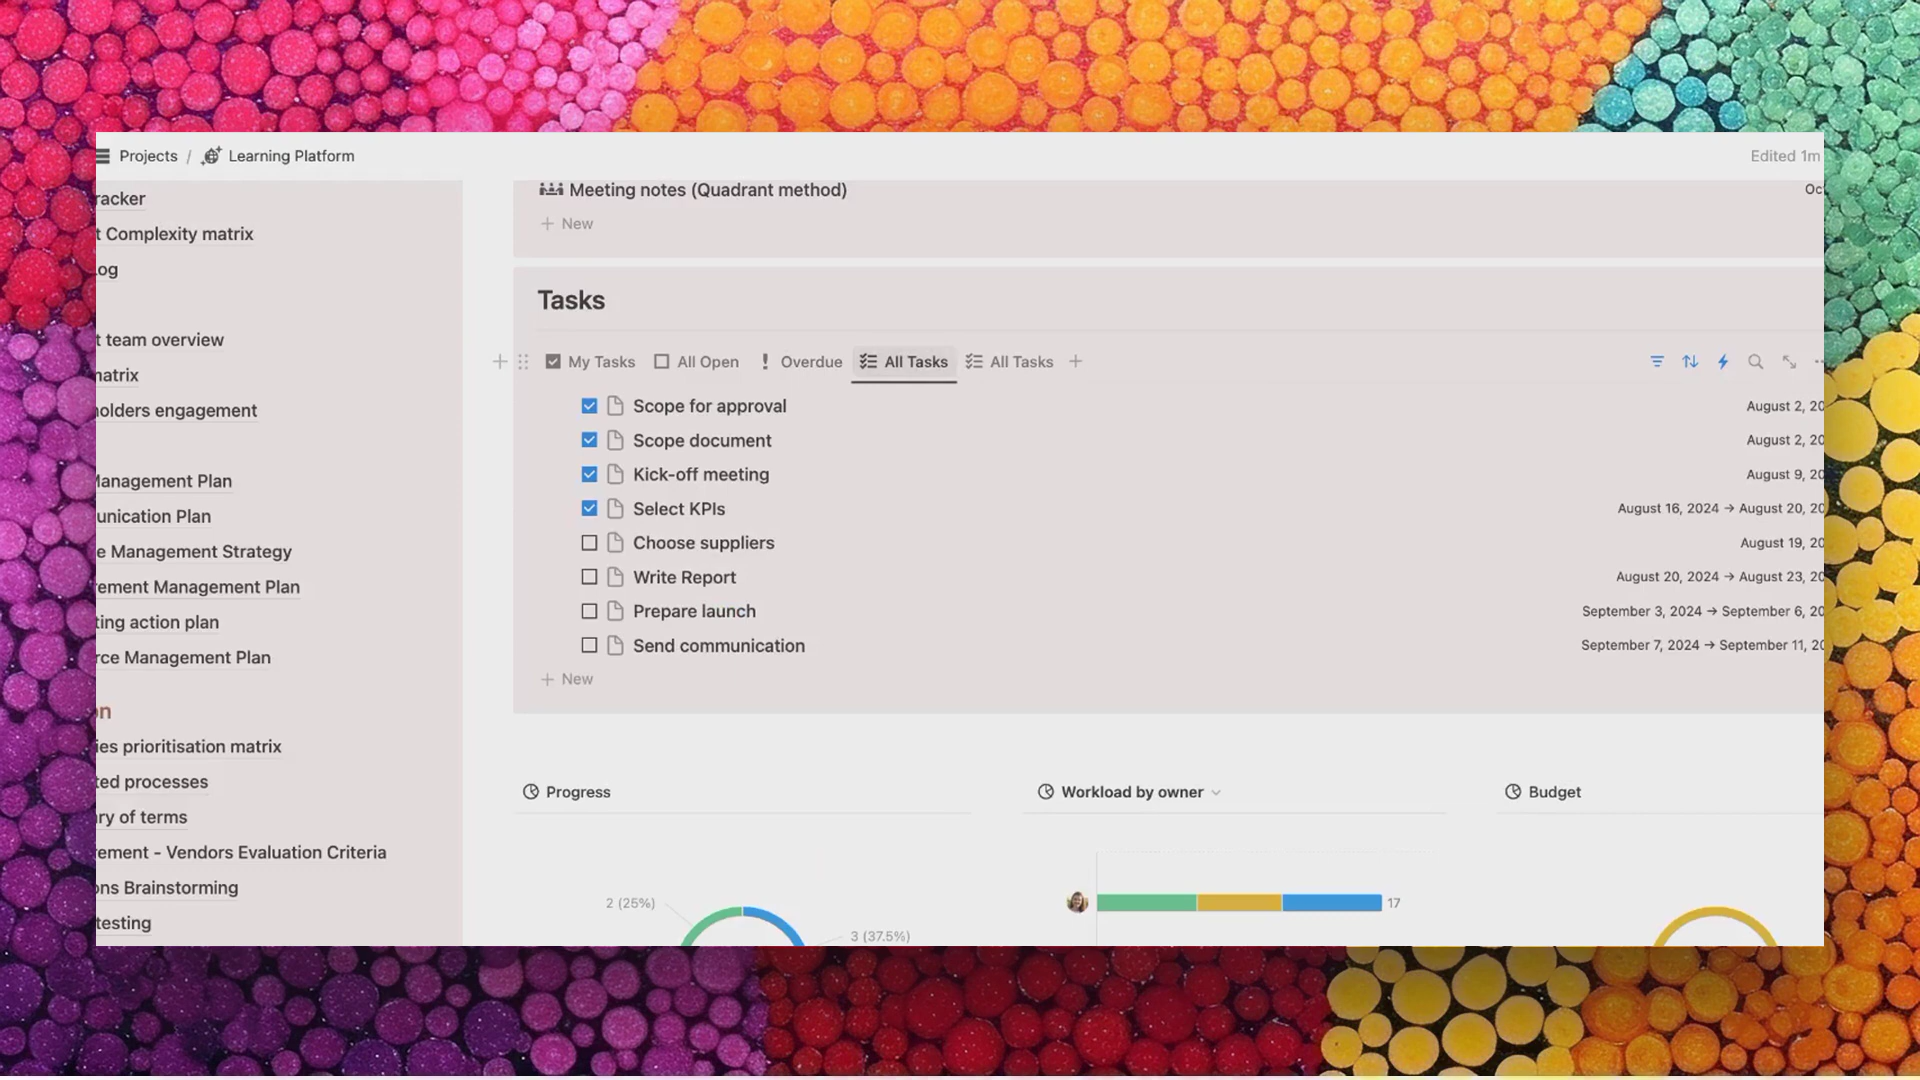 Projects / Learning Platform
Edited 1m
racker
t Complexity matrix
og
t team overview
atrix
holders engagement
Management Plan
unication Plan
e Management Strategy
rement Management Plan
ting action plan
rce Management Plan
on
ies prioritisation matrix
ted processes
ry of terms
ement - Vendors Evaluation Criteria
ons Brainstorming
testing
Meeting notes (Quadrant method)
Oc
+ New
Tasks
My Tasks All Open Overdue All Tasks All Tasks
Scope for approval August 2, 20
Scope document August 2, 20
Kick-off meeting August 9, 20
Select KPIs August 16, 2024 → August 20, 20
Choose suppliers August 19, 20
Write Report August 20, 2024 → August 23, 20
Prepare launch September 3, 2024 → September 6, 20
Send communication September 7, 2024 → September 11, 20
+ New
Progress
2 (25%)
3 (37.5%)
Workload by owner
17
Budget